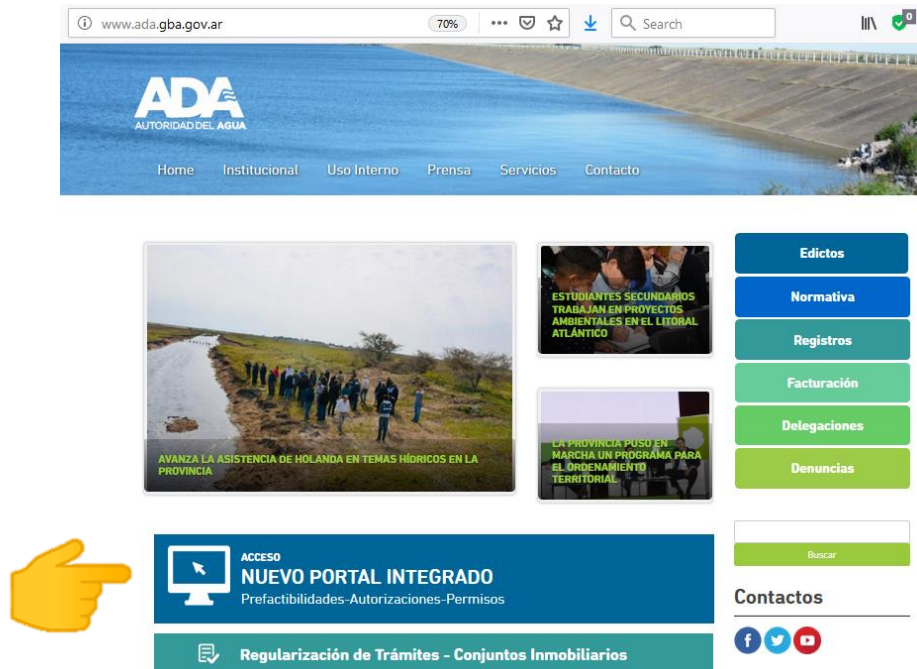 www.ada.gba.gov.ar
70%
Search
0
ADA
AUTORIDAD DEL AGUA
Home Institucional Uso Interno Prensa Servicios Contacto
AVANZA LA ASISTENCIA DE HOLANDA EN TEMAS HÍDRICOS EN LA
PROVINCIA
ESTUDIANTES SECUNDARIOS
TRABAJAN EN PROYECTOS
AMBIENTALES EN EL LITORAL
ATLÁNTICO
LA PROVINCIA PUSO EN
MARCHA UN PROGRAMA PARA
EL ORDENAMIENTO
TERRITORIAL
Edictos
Normativa
Registros
Facturación
Delegaciones
Denuncias
Buscar
Contactos
ACCESO
NUEVO PORTAL INTEGRADO
Prefactibilidades-Autorizaciones-Permisos
Regularización de Trámites - Conjuntos Inmobiliarios